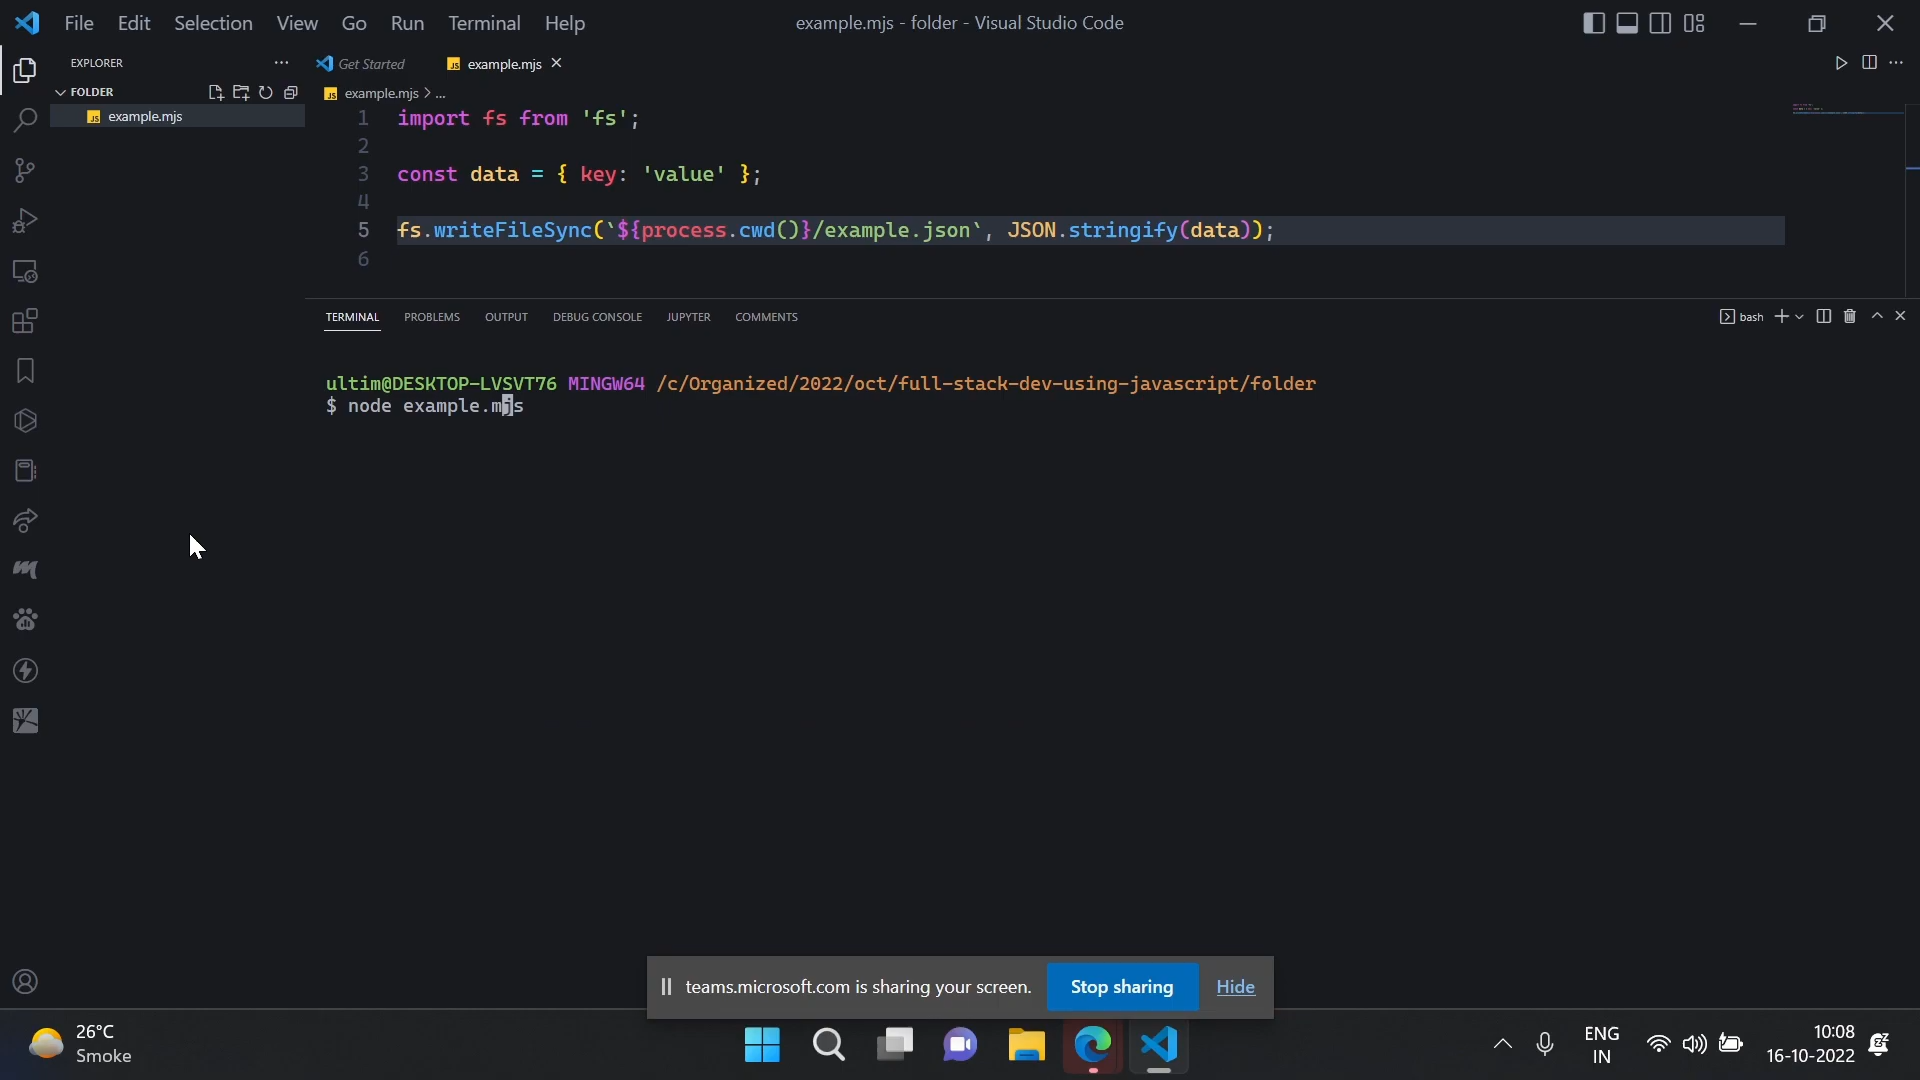 File Edit Selection View Go Run Terminal Help
example.mjs - folder - Visual Studio Code
EXPLORER
Get Started
example.mjs
FOLDER
example.mjs
example.mjs > ...
1 import fs from 'fs';
2
3 const data = { key: 'value' };
4
5 fs.writeFileSync(`${process.cwd()}/example.json`, JSON.stringify(data));
6
TERMINAL PROBLEMS OUTPUT DEBUG CONSOLE JUPYTER COMMENTS
bash
ultim@DESKTOP-LVSVT76 MINGW64 /c/Organized/2022/oct/full-stack-dev-using-javascript/folder
$ node example.mjs
teams.microsoft.com is sharing your screen. Stop sharing Hide
26°C
Smoke
ENG
IN
10:08
16-10-2022